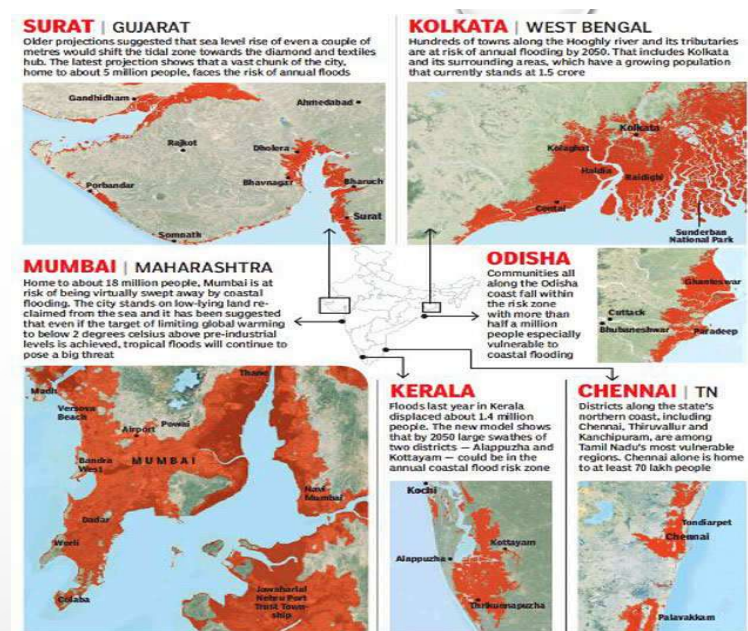 SURAT | GUJARAT
Older projections suggested that sea level rise of even a couple of
metres would shift the tidal zone towards the diamond and textiles
hub. The latest projection shows that a vast chunk of the city,
home to about 5 million people, faces the risk of annual floods
Gandhidham
Ahmedabad
Rajkot
Dholera
Porbandar
Bhavnagar
Bharuch
Surat
Somnath
KOLKATA | WEST BENGAL
Hundreds of towns along the Hooghly river and its tributaries
are at risk of annual flooding by 2050. That includes Kolkata
and its surrounding areas, which have a growing population
that currently stands at 1.5 crore
Kolkata
Kolaghat
Haldia
Raidighi
Contai
Sunderban
National Park
MUMBAI | MAHARASHTRA
Home to about 18 million people, Mumbai is at
risk of being virtually swept away by coastal
flooding. The city stands on low-lying land re-
claimed from the sea and it has been suggested
that even if the target of limiting global warming
to below 2 degrees celsius above pre-industrial
levels is achieved, tropical floods will continue to
pose a big threat
Thane
Madh
Versova
Beach
Airport
Powai
Bandra
West
MUMBAI
Navi
Mumbai
Dadar
Worli
Colaba
Jawaharlal
Nehru Port
Trust Town-
ship
ODISHA
Communities all
along the Odisha
coast fall within
the risk zone
with more than
half a million
people especially
vulnerable to
coastal flooding
Ghanteswar
Cuttack
Bhubaneshwar
Paradeep
KERALA
Floods last year in Kerala
displaced about 1.4 million
people. The new model shows
that by 2050 large swathes of
two districts — Alappuzha and
Kottayam — could be in the
annual coastal flood risk zone
Kochi
Kottayam
Alappuzha
Thrikunnapuzha
CHENNAI | TN
Districts along the state's
northern coast, including
Chennai, Thiruvallur and
Kanchipuram, are among
Tamil Nadu's most vulnerable
regions. Chennai alone is home
to at least 70 lakh people
Tondiarpet
Chennai
Palavakkam